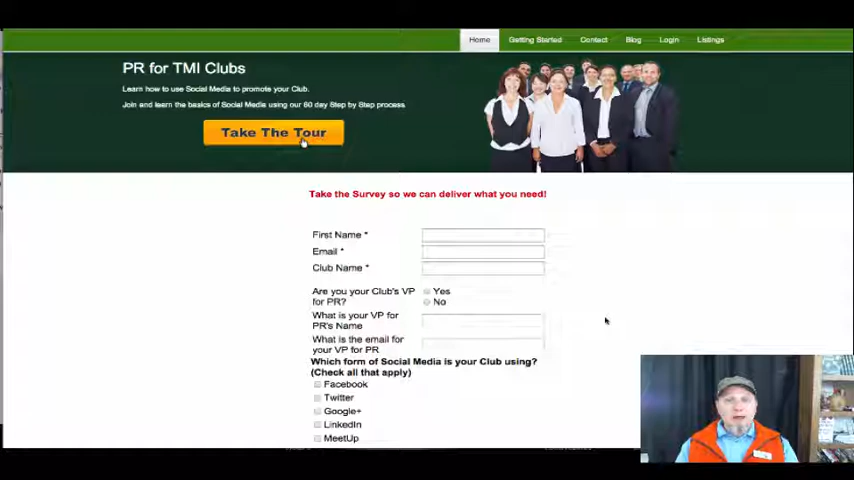 Home Getting Started Contact Blog Login Listings
PR for TMI Clubs
Learn how to use Social Media to promote your Club.
Join and learn the basics of Social Media using our 60 day Step by Step process
Take The Tour
Take the Survey so we can deliver what you need!
First Name *
Email *
Club Name *
Are you your Club's VP for PR?
Yes
No
What is your VP for
PR's Name
What is the email for
your VP for PR
Which form of Social Media is your Club using?
(Check all that apply)
Facebook
Twitter
Google+
LinkedIn
MeetUp